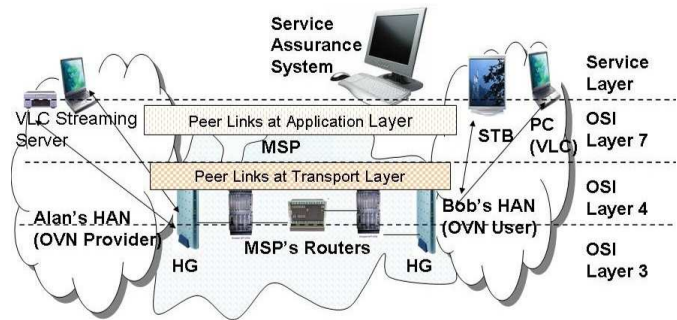 Service
Assurance
System
Service
Layer
VLC Streaming
Server
Peer Links at Application Layer
MSP
STB
PC
(VLC)
OSI
Layer 7
Peer Links at Transport Layer
Alan's HAN
(OVN Provider)
Bob's HAN
(OVN User)
OSI
Layer 4
MSP's Routers
HG
HG
OSI
Layer 3